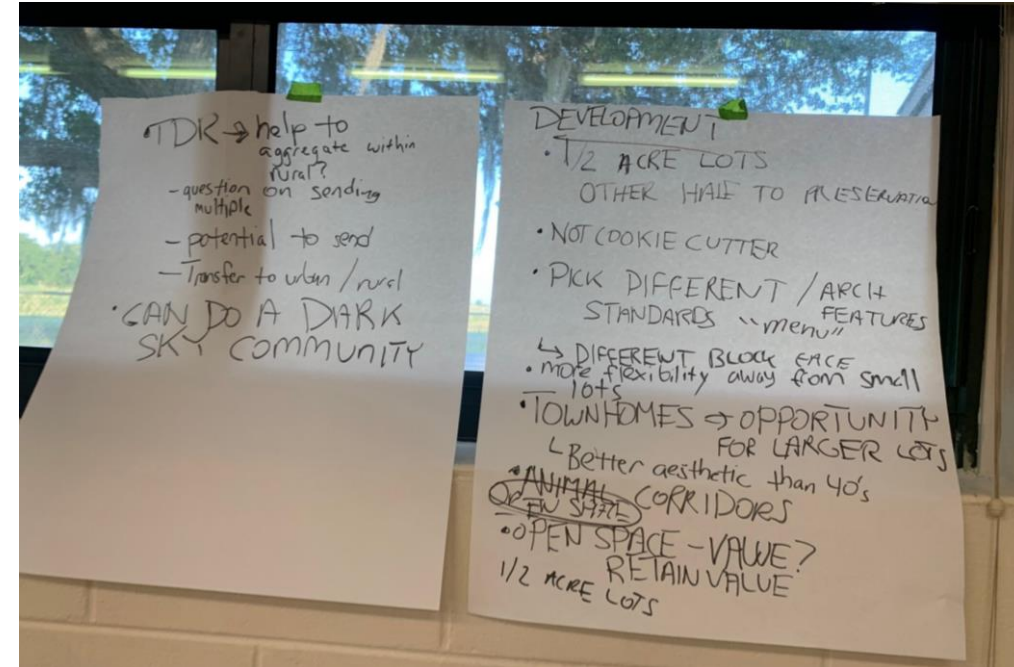 TDR → help to
aggregate within
rural?
- question on sending
multiple
- potential to send
- Transfer to urban / rural
• CAN DO A DARK
SKY COMMUNITY
DEVELOPMENT
• 1/2 ACRE LOTS
OTHER HALF TO PRESERVATIO
• NOT COOKIE CUTTER
• PICK DIFFERENT / ARCH
FEATURES
STANDARDS "menu"
↳ DIFFERENT BLOCK FACE
• more flexibility away from small
lots
• TOWNHOMES → OPPORTUNITY
FOR LARGER LOTS
↳ Better aesthetic than 40's
• ANIMAL CORRIDORS
OPEN SPACE
• OPEN SPACE - VALUE?
RETAIN VALUE
1/2 ACRE LOTS